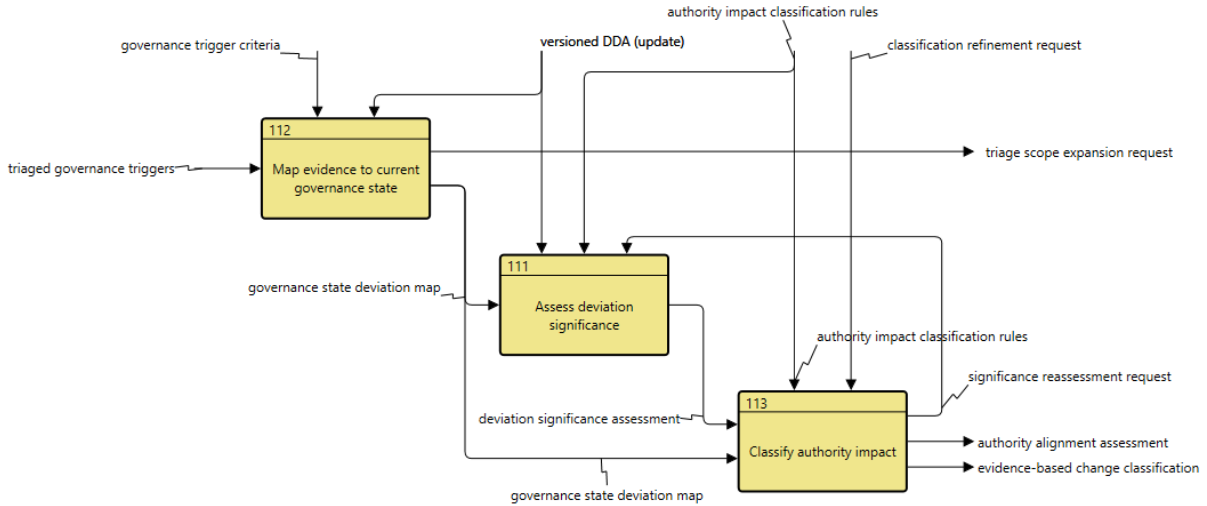 authority impact classification rules
governance trigger criteria
versioned DDA (update)
classification refinement request
112
Map evidence to current
governance state
triaged governance triggers
triage scope expansion request
111
Assess deviation
significance
governance state deviation map
authority impact classification rules
significance reassessment request
113
Classify authority impact
deviation significance assessment
authority alignment assessment
evidence-based change classification
governance state deviation map